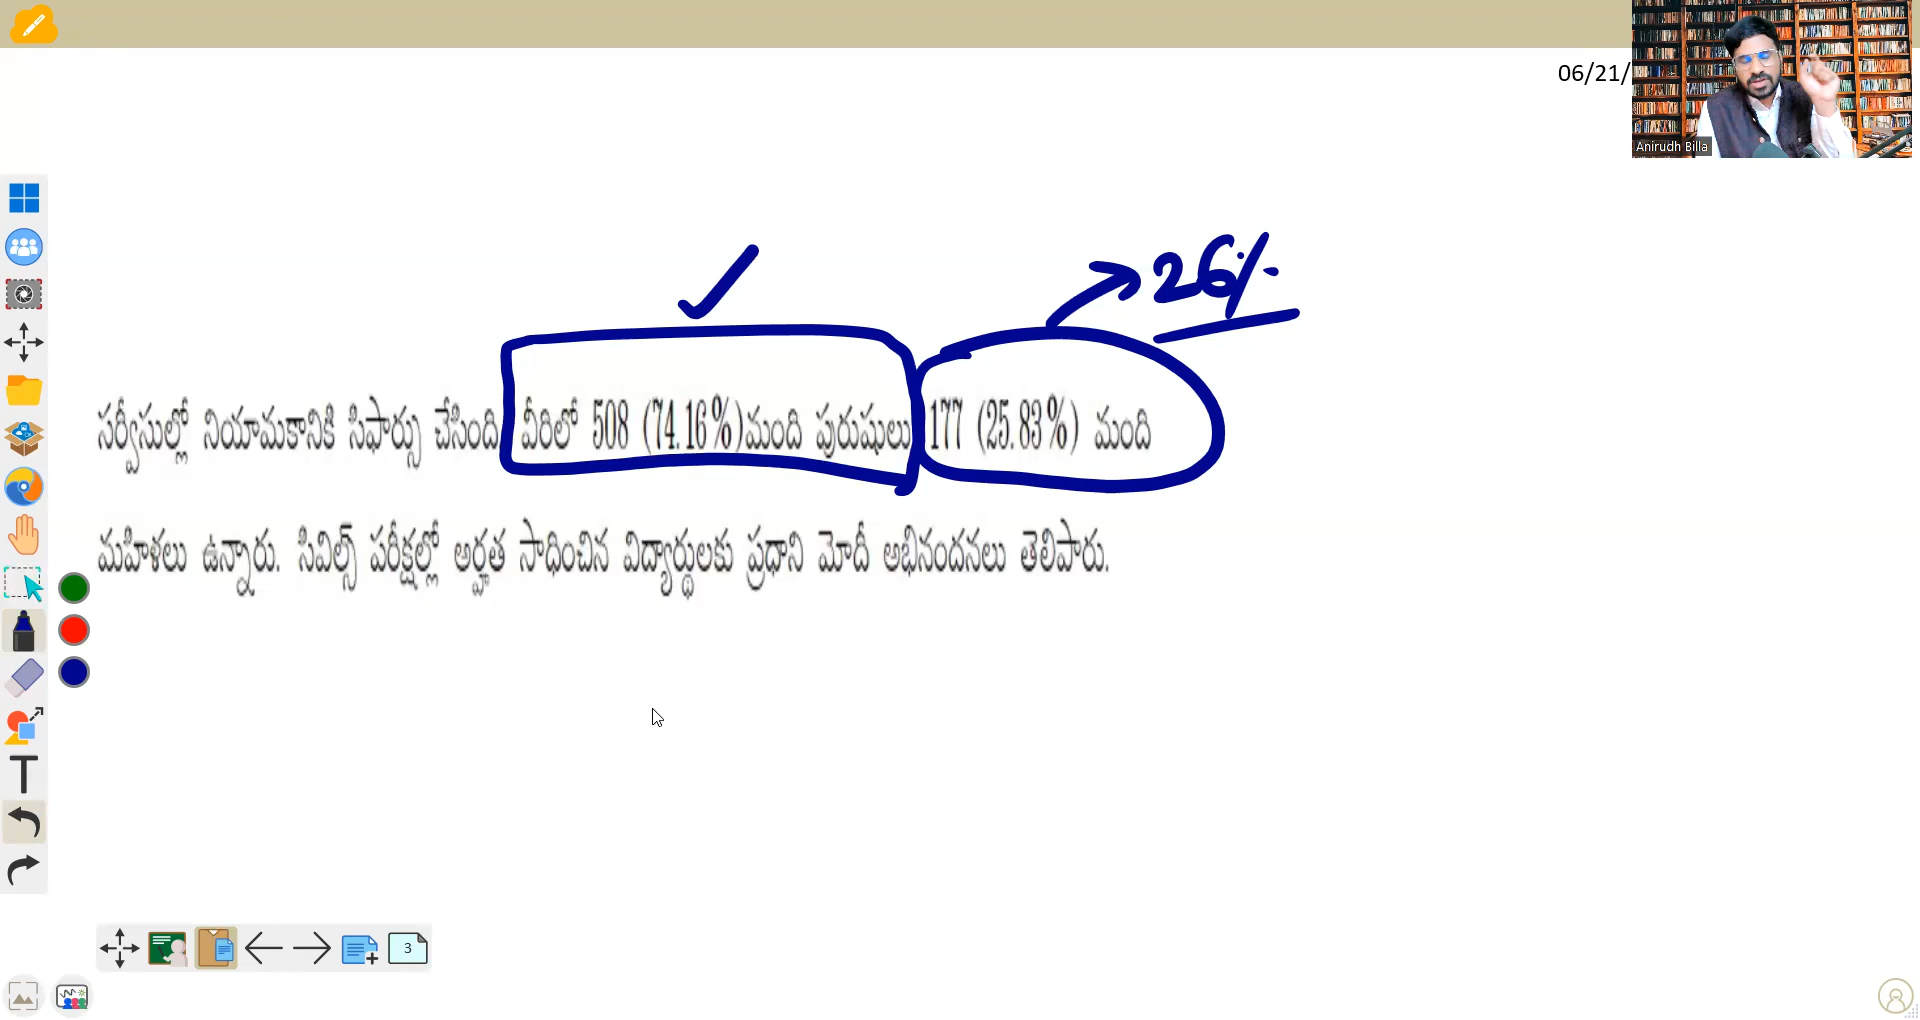 06/21/
Anirudh Billa
26%
సర్వీసుల్లో నియామకానికి సిఫార్సు చేసింది వీరిలో 508 (74.16%)మంది పురుషులు 177 (25.83%) మంది
మహిళలు ఉన్నారు. సివిల్స్ పరీక్షల్లో అర్హత సాధించిన విద్యార్థులకు ప్రధాని మోదీ అభినందనలు తెలిపారు.
T
3